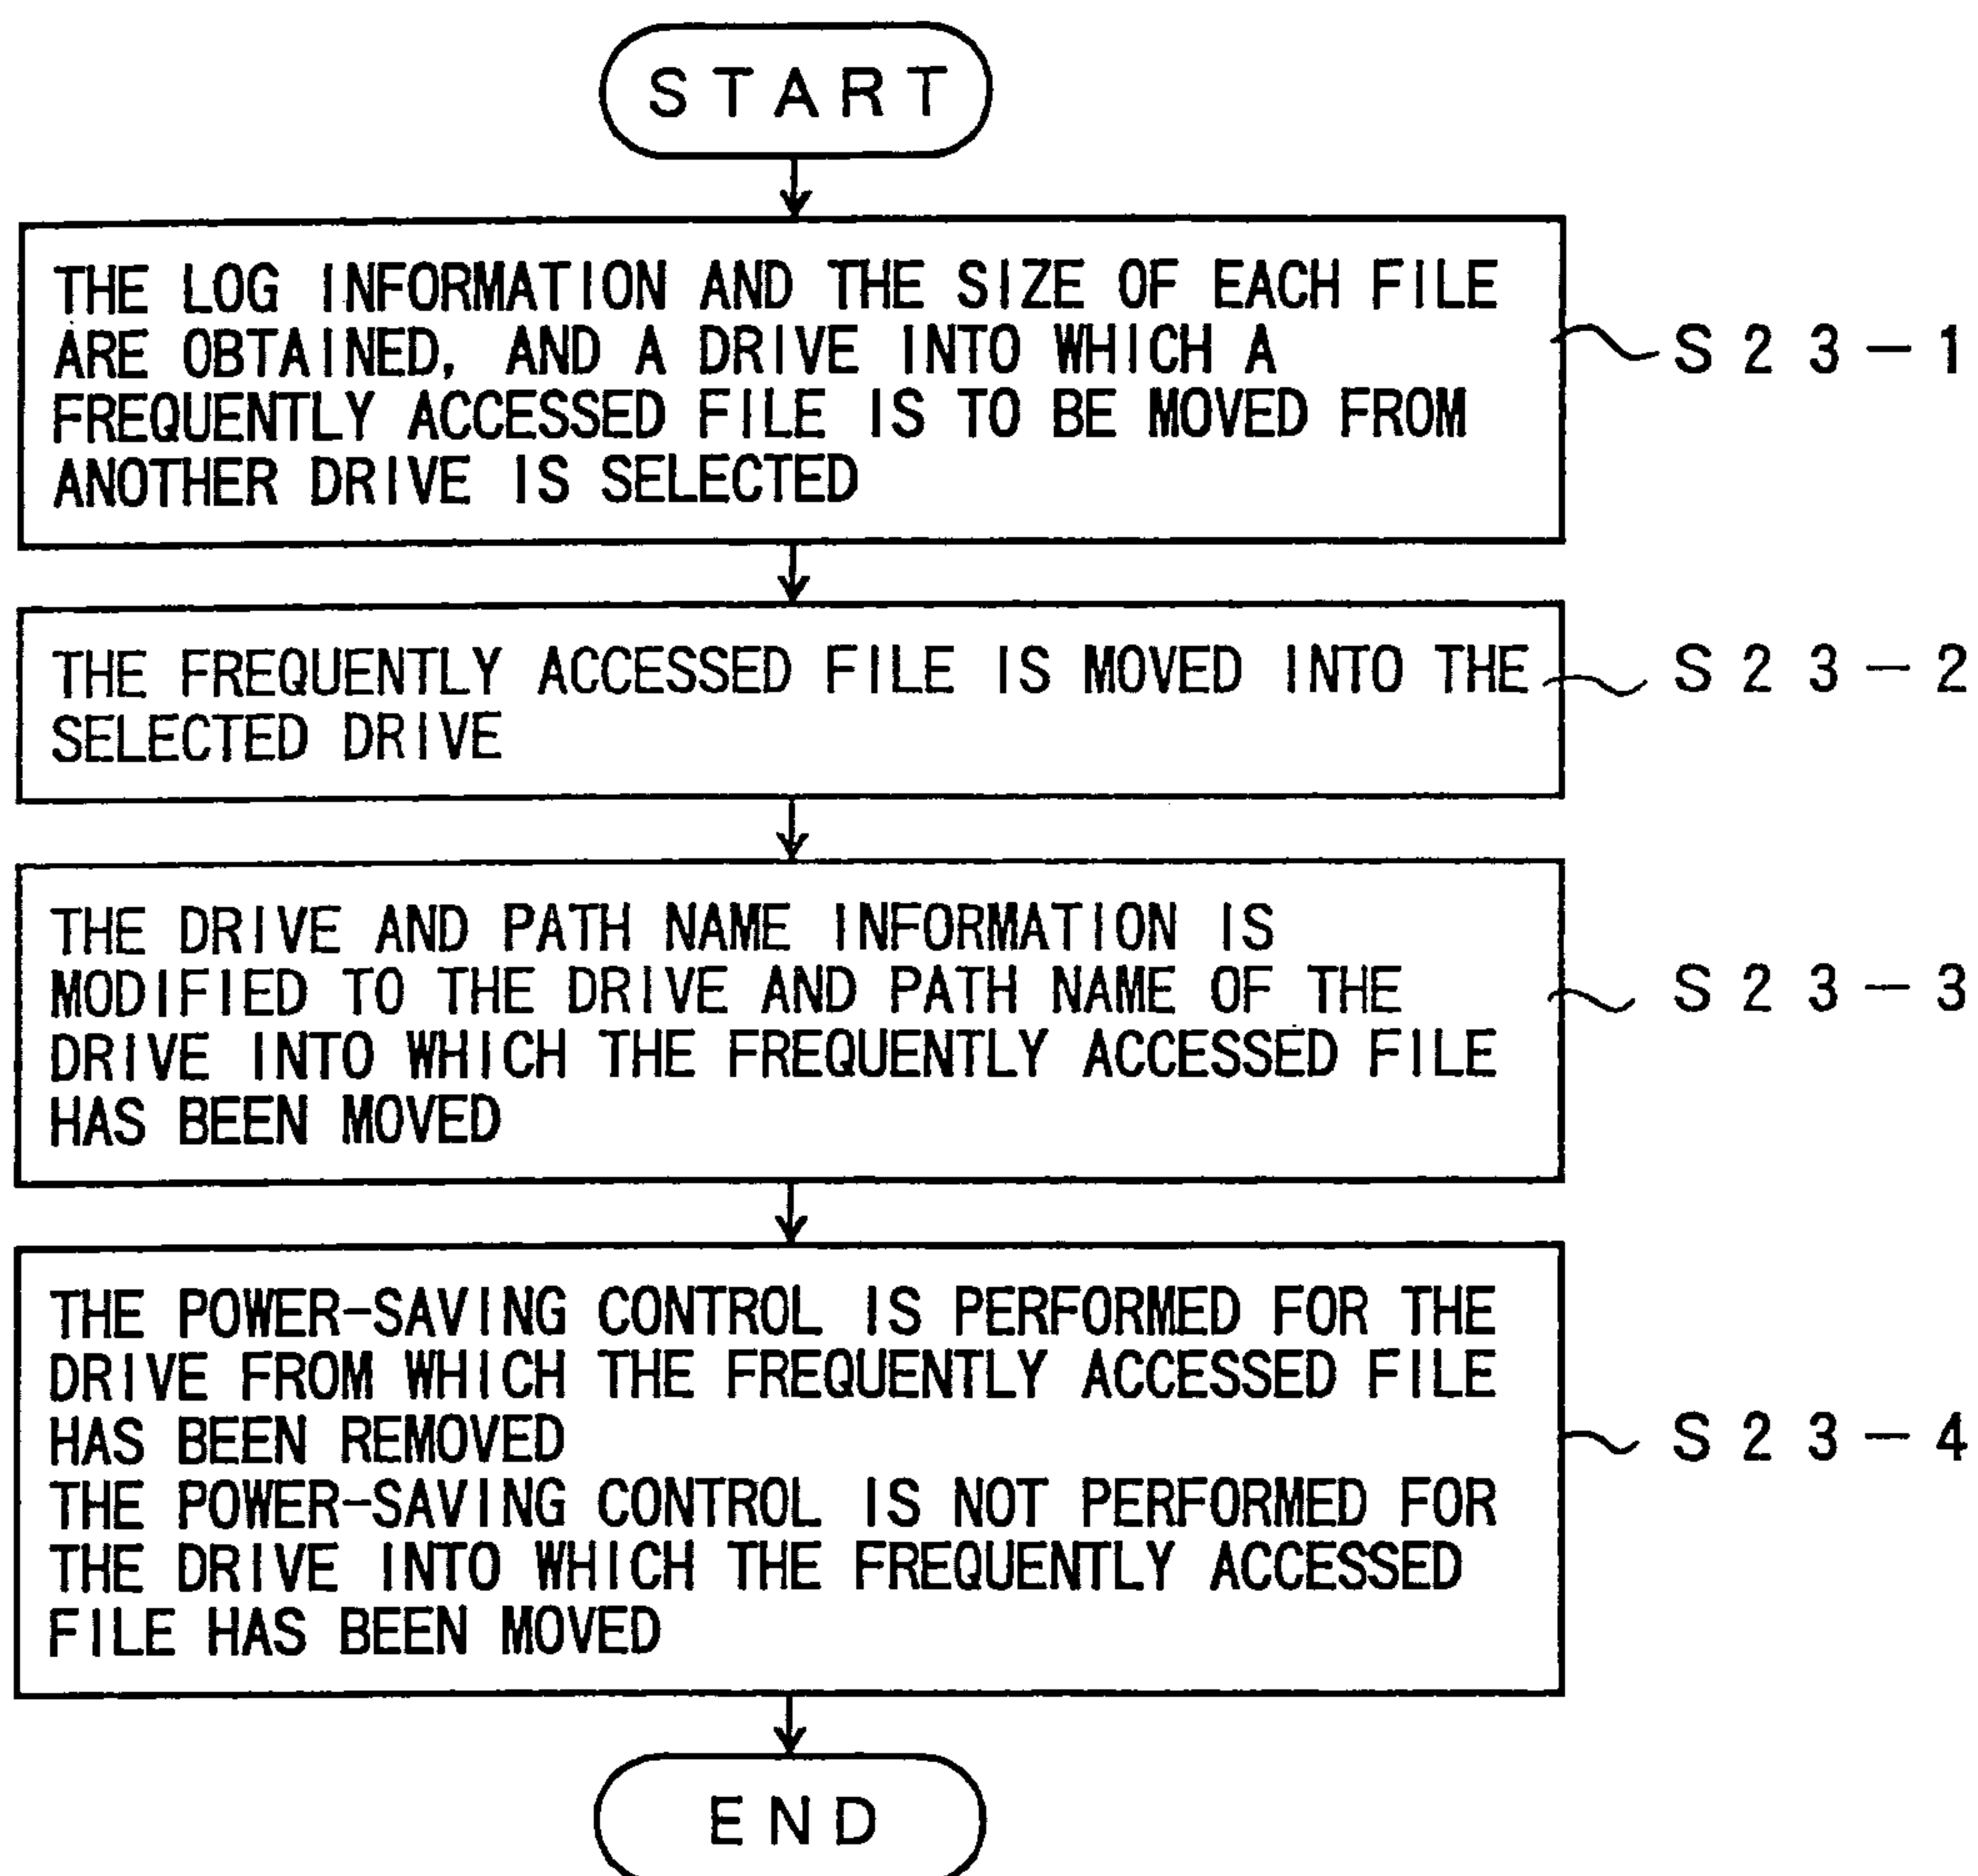 START
THE LOG INFORMATION AND THE SIZE OF EACH FILE
ARE OBTAINED, AND A DRIVE INTO WHICH A
FREQUENTLY ACCESSED FILE IS TO BE MOVED FROM
ANOTHER DRIVE IS SELECTED
S23-1
THE FREQUENTLY ACCESSED FILE IS MOVED INTO THE
SELECTED DRIVE
S23-2
THE DRIVE AND PATH NAME INFORMATION IS
MODIFIED TO THE DRIVE AND PATH NAME OF THE
DRIVE INTO WHICH THE FREQUENTLY ACCESSED FILE
HAS BEEN MOVED
S23-3
THE POWER-SAVING CONTROL IS PERFORMED FOR THE
DRIVE FROM WHICH THE FREQUENTLY ACCESSED FILE
HAS BEEN REMOVED
THE POWER-SAVING CONTROL IS NOT PERFORMED FOR
THE DRIVE INTO WHICH THE FREQUENTLY ACCESSED
FILE HAS BEEN MOVED
S23-4
END